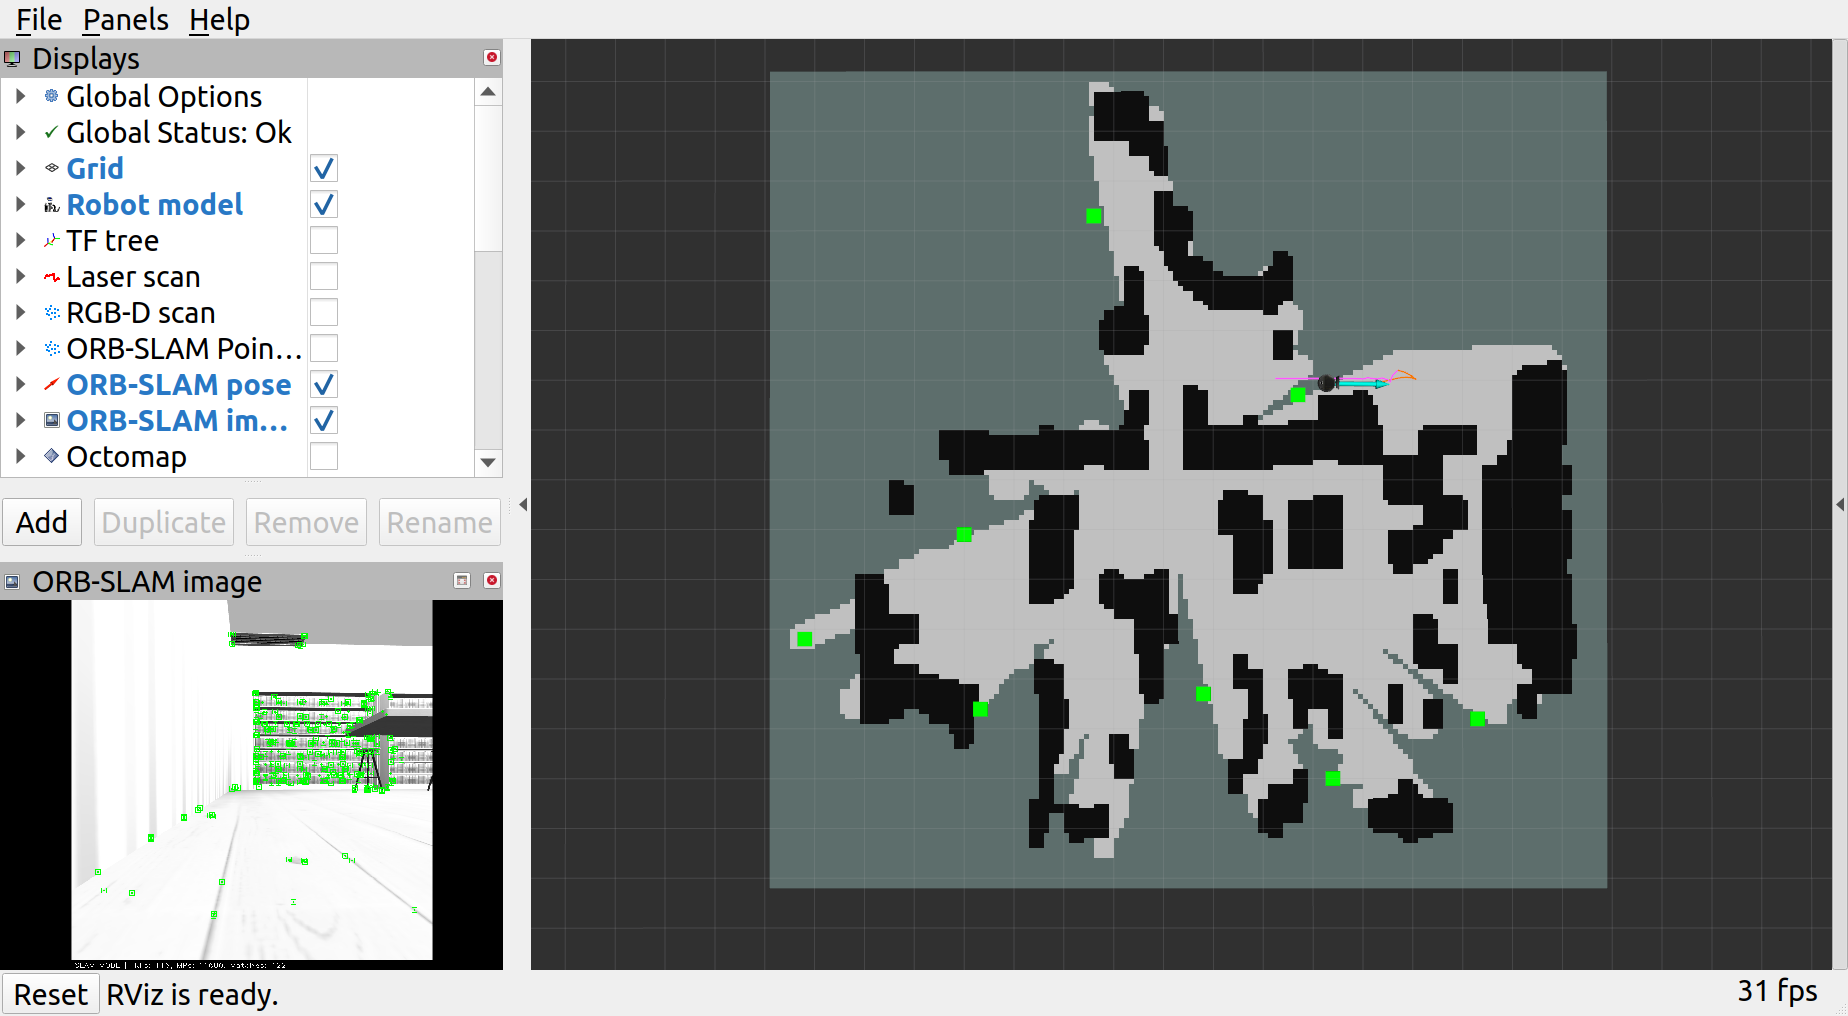 File Panels Help
Displays
Global Options
Global Status: Ok
Grid
Robot model
TF tree
Laser scan
RGB-D scan
ORB-SLAM Poin...
ORB-SLAM pose
ORB-SLAM im...
Octomap
Add Duplicate Remove Rename
ORB-SLAM image
SLAM MODE |
Reset RViz is ready.
31 fps